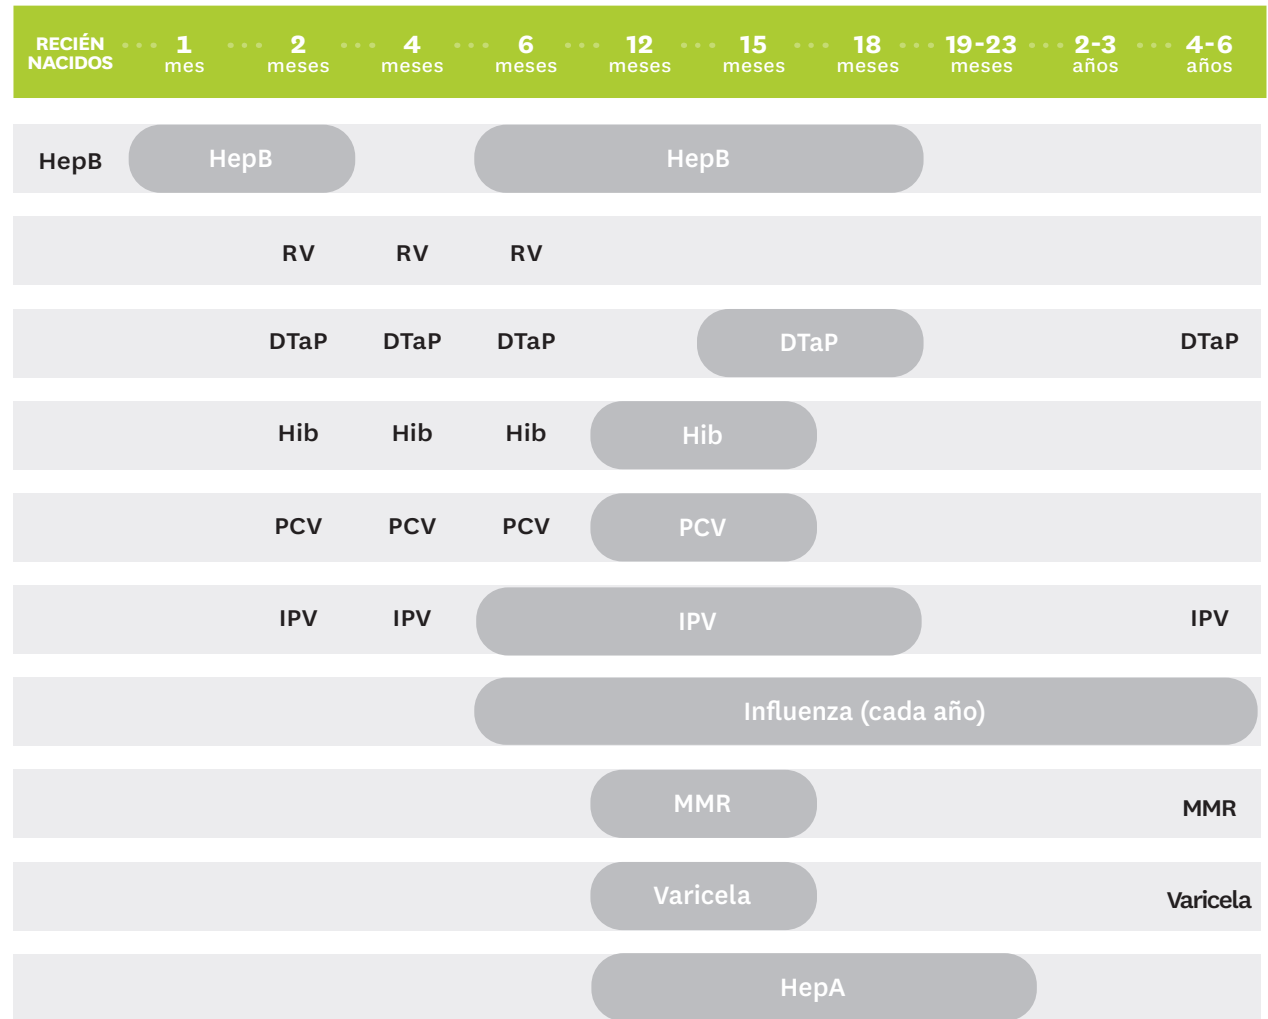 RECIÉN NACIDOS 1 mes 2 meses 4 meses 6 meses 12 meses 15 meses 18 meses 19-23 meses 2-3 años 4-6 años
HepB HepB HepB
RV RV RV
DTaP DTaP DTaP DTaP DTaP
Hib Hib Hib Hib
PCV PCV PCV PCV
IPV IPV IPV IPV
Influenza (cada año)
MMR MMR
Varicela Varicela
HepA